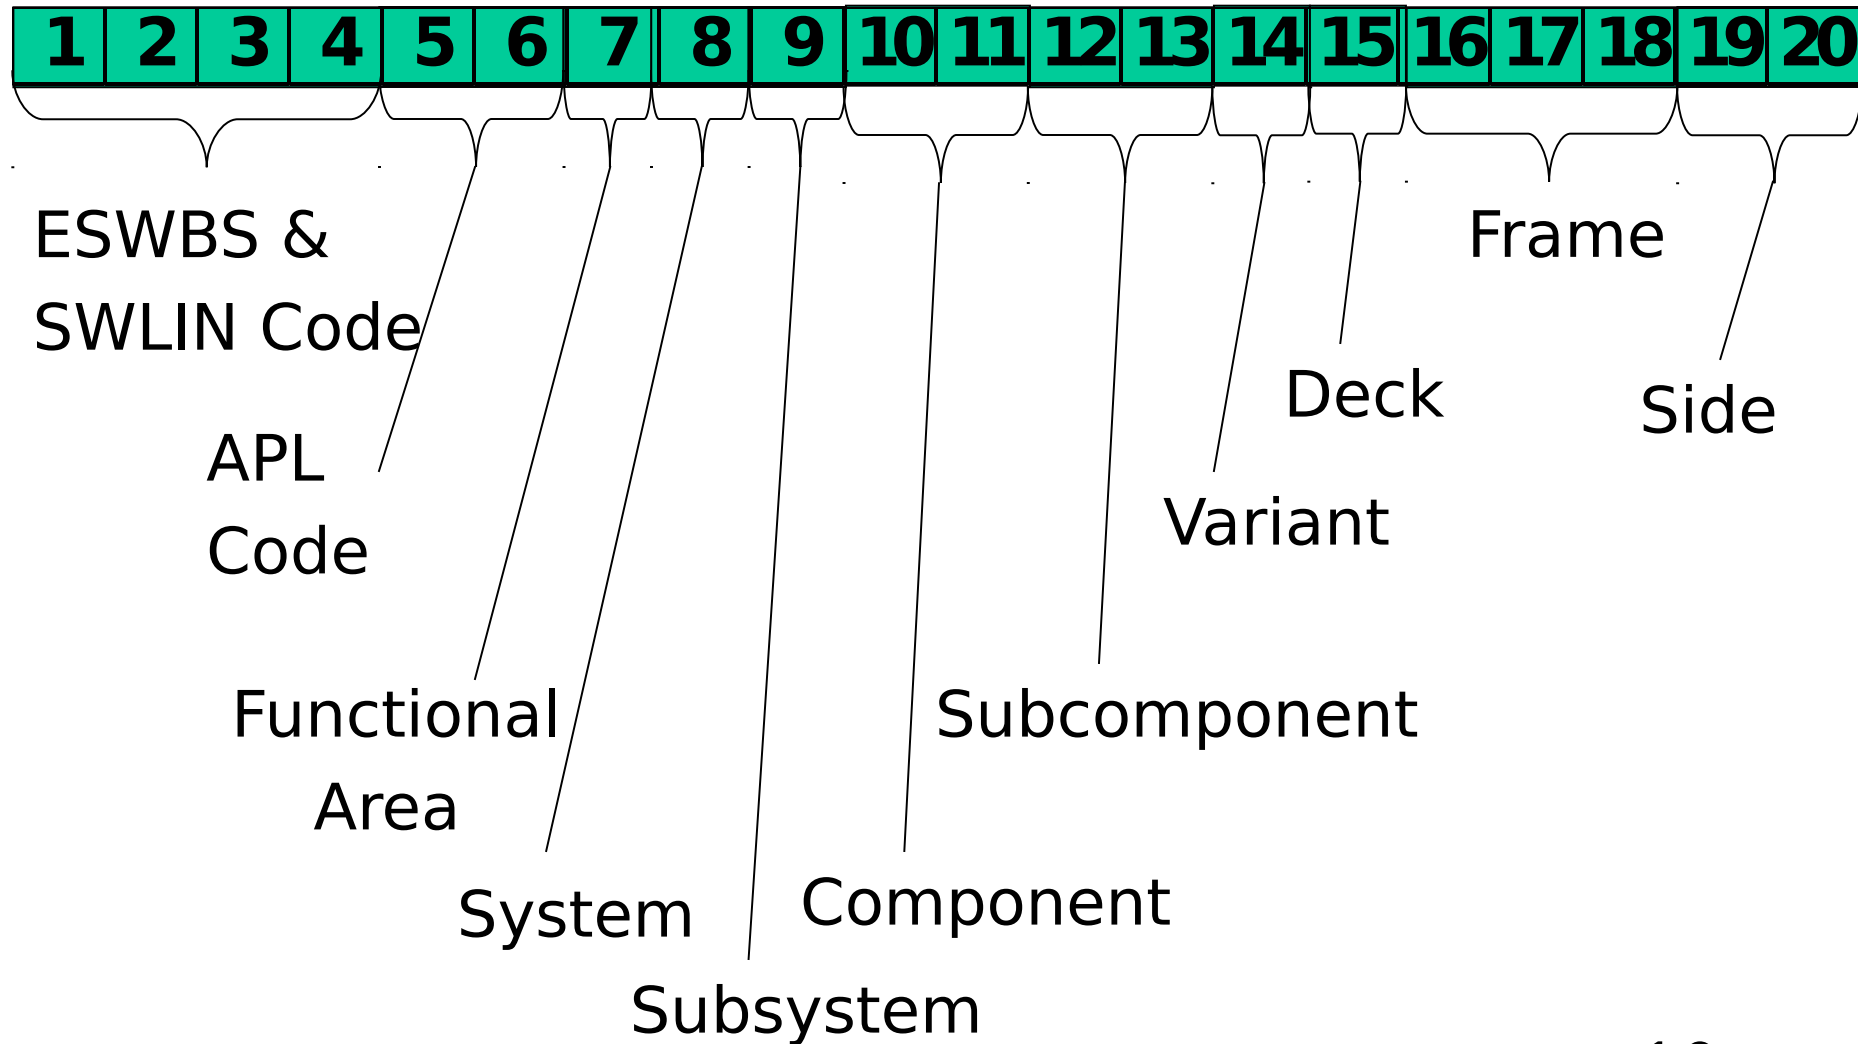 1 2 3 4 5 6 7 8 9 10 11 12 13 14 15 16 17 18 19 20
ESWBS &
SWLIN Code
Frame
Deck
Side
APL
Code
Variant
Functional
Area
Subcomponent
System
Component
Subsystem